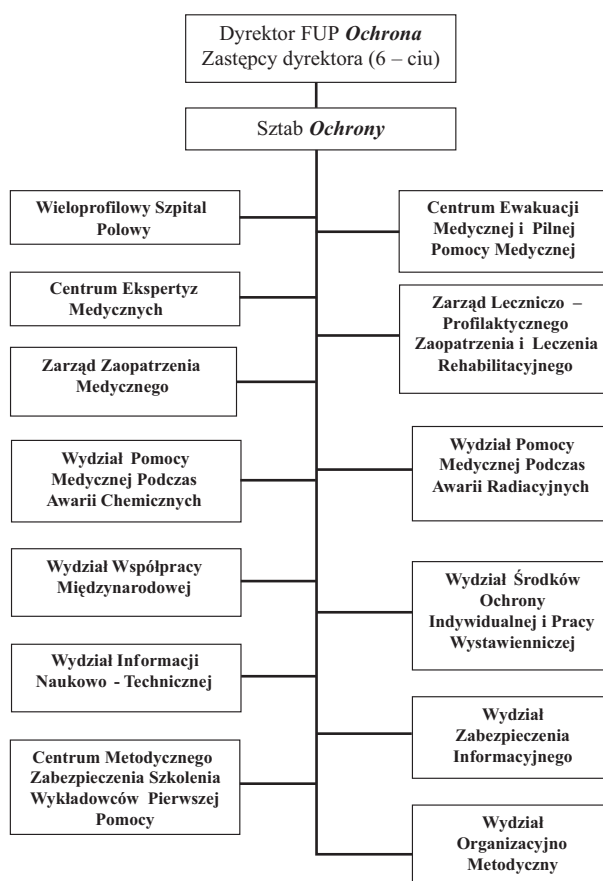 Dyrektor FUP Ochrona
Zastępcy dyrektora (6 – ciu)
Sztab Ochrony
Wieloprofilowy Szpital
Polowy
Centrum Ewakuacji
Medycznej i Pilnej
Pomocy Medycznej
Centrum Ekspertyz
Medycznych
Zarząd Leczniczo –
Profilaktycznego
Zaopatrzenia i Leczenia
Rehabilitacyjnego
Zarząd Zaopatrzenia
Medycznego
Wydział Pomocy
Medycznej Podczas
Awarii Chemicznych
Wydział Pomocy
Medycznej Podczas
Awarii Radiacyjnych
Wydział Współpracy
Międzynarodowej
Wydział Środków
Ochrony
Indywidualnej i Pracy
Wystawienniczej
Wydział Informacji
Naukowo - Technicznej
Wydział
Zabezpieczenia
Informacyjnego
Centrum Metodycznego
Zabezpieczenia Szkolenia
Wykładowców Pierwszej
Pomocy
Wydział
Organizacyjno
Metodyczny